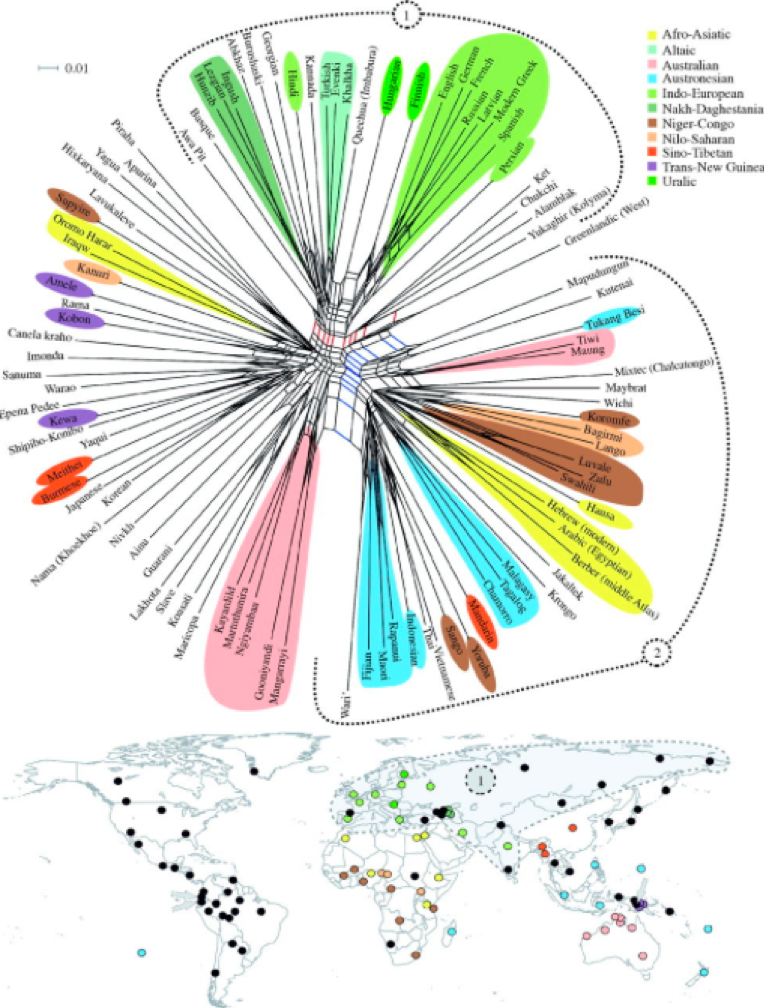 1
0.01
Afro-Asiatic
Altaic
Australian
Austronesian
Indo-European
Nakh-Daghestania
Niger-Congo
Nilo-Saharan
Sino-Tibetan
Trans-New Guinea
Uralic
Awa Pit
Basque
Hunzib
Lezgian
Ingush
Abkhaz
Burushaski
Georgian
Hindi
Kannada
Turkish
Evenki
Khalkha
Quechua (Imbabura)
Hungarian
Finnish
English
German
French
Russian
Latvian
Modern Greek
Spanish
Persian
Ket
Chukchi
Alamblak
Yukaghir (Kolyma)
Greenlandic (West)
Mapudungun
Kutenai
Tukang Besi
Tiwi
Maung
Mixtec (Chalcatongo)
Maybrat
Wichi
Koromfe
Bagirmi
Lango
Luvale
Zulu
Swahili
Hausa
Hebrew (modern)
Arabic (Egyptian)
Berber (middle Atlas)
Jakaltek
Krongo
2
Malagasy
Tagalog
Chamorro
Mandarin
Yoruba
Sango
Vietnamese
Thai
Indonesian
Rapanui
Maori
Fijian
Wari'
Mangarrayi
Gooniyandi
Ngiyambaa
Martuthunira
Kayardild
Maricopa
Koasati
Slave
Lakhota
Guarani
Ainu
Nivkh
Nama (Khoekhoe)
Korean
Japanese
Burmese
Meithei
Yaqui
Shipibo-Konibo
Kewa
Epena Pedee
Warao
Sanuma
Imonda
Canela kraho
Kobon
Rama
Amele
Kanuri
Iraqw
Oromo Harar
Supyire
Lavukaleve
Hixkaryana
Yagua
Apurina
Piraha
1